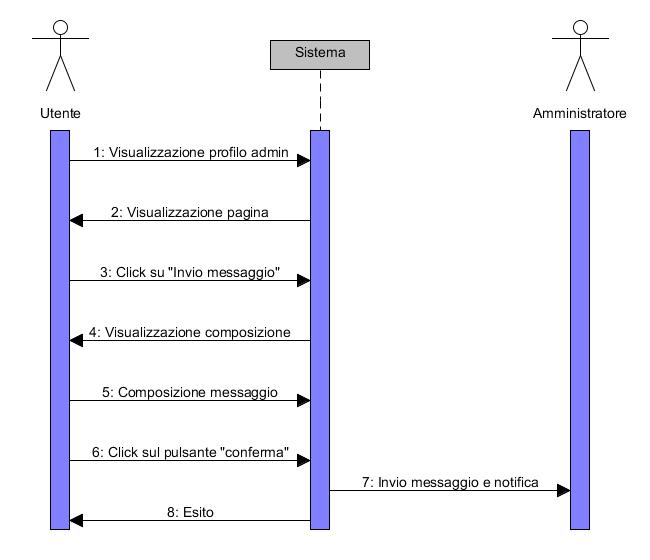 Utente
Sistema
Amministratore
1: Visualizzazione profilo admin
2: Visualizzazione pagina
3: Click su "Invio messaggio"
4: Visualizzazione composizione
5: Composizione messaggio
6: Click sul pulsante "conferma"
7: Invio messaggio e notifica
8: Esito